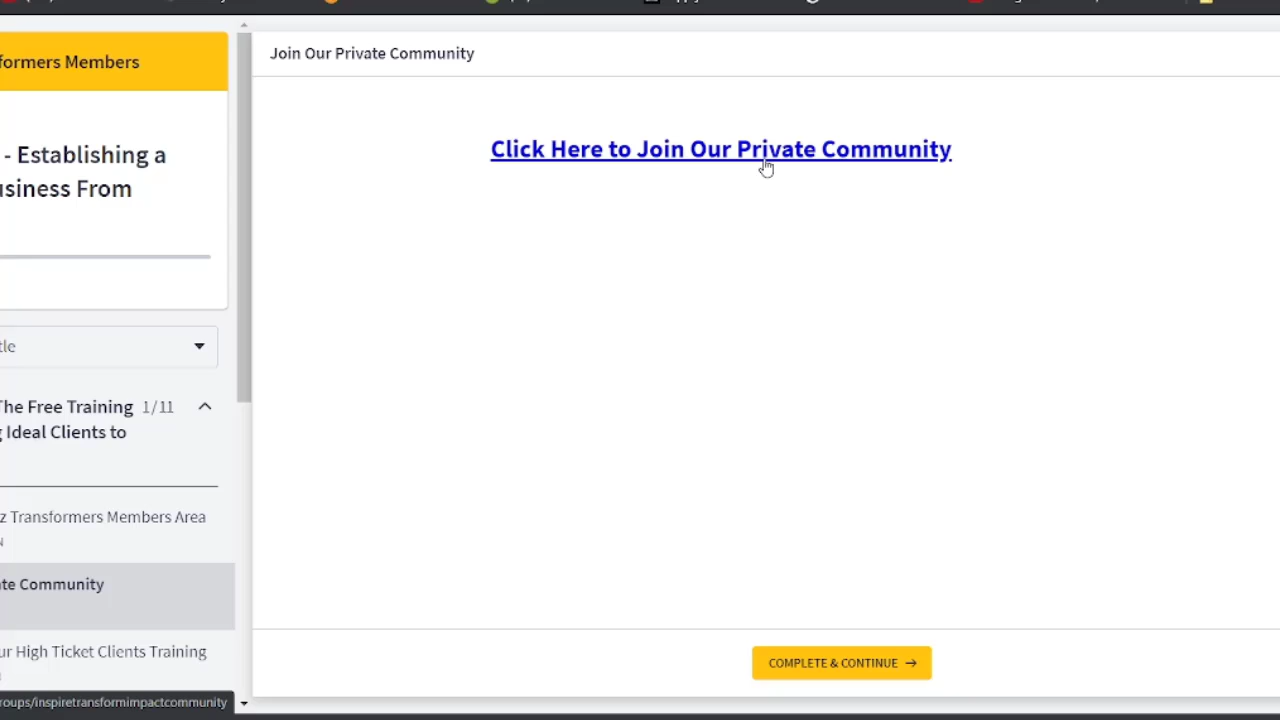 formers Members
- Establishing a
usiness From
tle
The Free Training 1/11
g Ideal Clients to
z Transformers Members Area
N
te Community
ur High Ticket Clients Training
roups/inspiretransformimpactcommunity
Join Our Private Community
Click Here to Join Our Private Community
COMPLETE & CONTINUE →